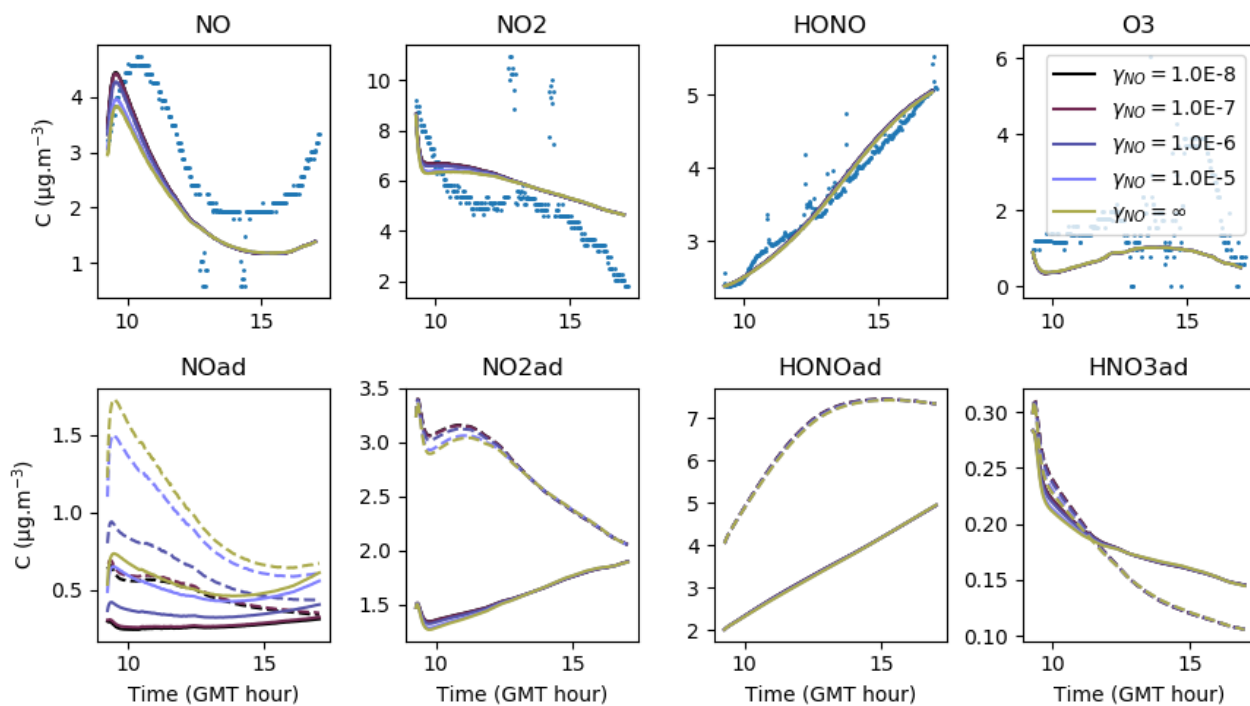 NO NO2 HONO O3
C (µg.m⁻³)
4
3
2
1
10
8
6
4
2
5
4
3
6
4
2
0
γNO = 1.0E-8
γNO = 1.0E-7
γNO = 1.0E-6
γNO = 1.0E-5
γNO = ∞
10 15 10 15 10 15 10 15
NOad NO2ad HONOad HNO3ad
C (µg.m⁻³)
1.5
1.0
0.5
3.5
3.0
2.5
2.0
1.5
7
6
5
4
3
2
0.30
0.25
0.20
0.15
0.10
10 15 10 15 10 15 10 15
Time (GMT hour) Time (GMT hour) Time (GMT hour) Time (GMT hour)